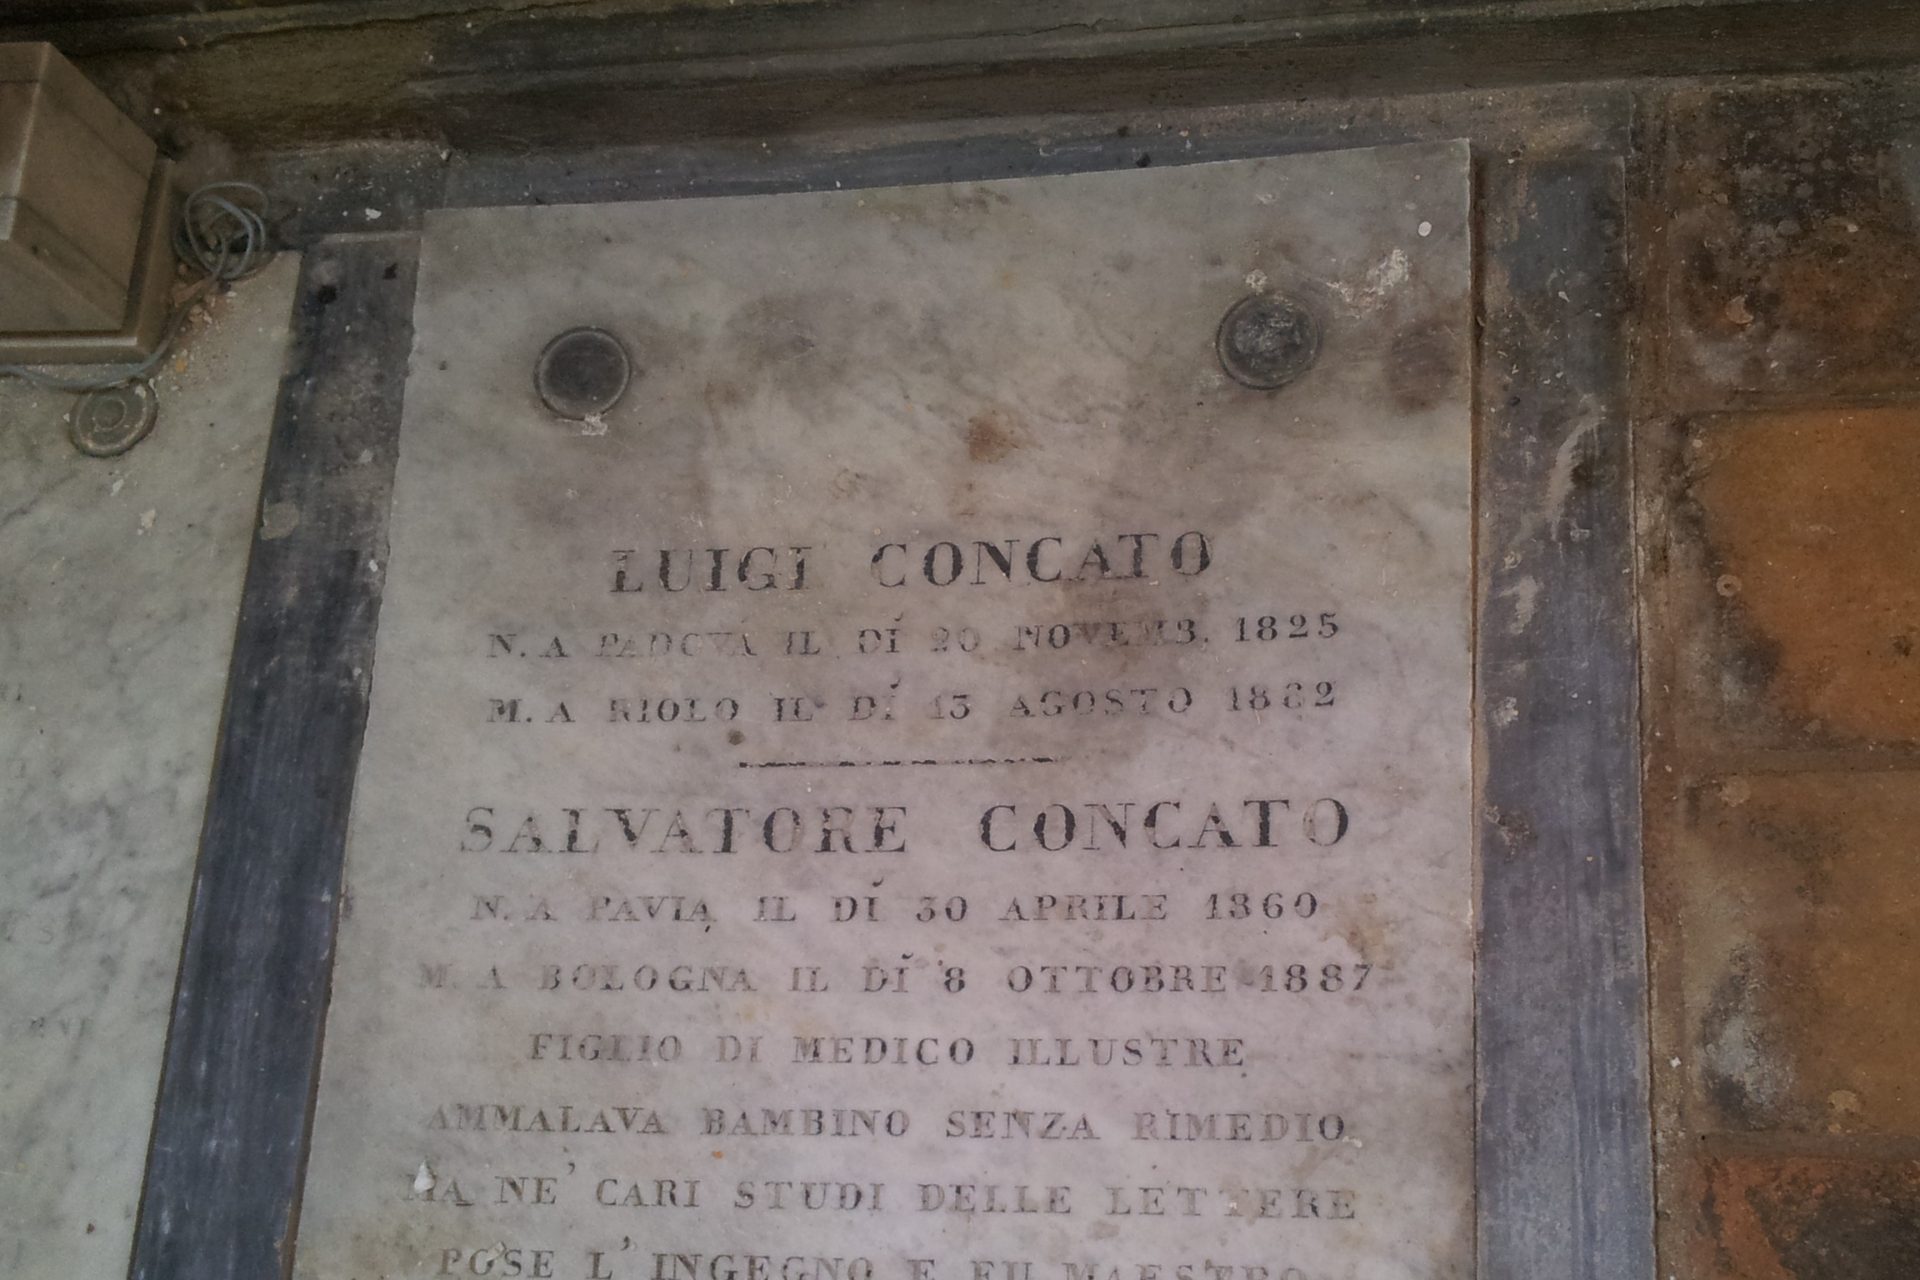 LUIGI CONCATO
N. A PADOVA IL DÌ 20 NOVEMB. 1825
M. A RIOLO IL DÌ 13 AGOSTO 1882
SALVATORE CONCATO
N. A PAVIA IL DÌ 30 APRILE 1860
M. A BOLOGNA IL DÌ 8 OTTOBRE 1887
FIGLIO DI MEDICO ILLUSTRE
AMMALAVA BAMBINO SENZA RIMEDIO
MA NE' CARI STUDI DELLE LETTERE
POSE L' INGEGNO E FU MAESTRO